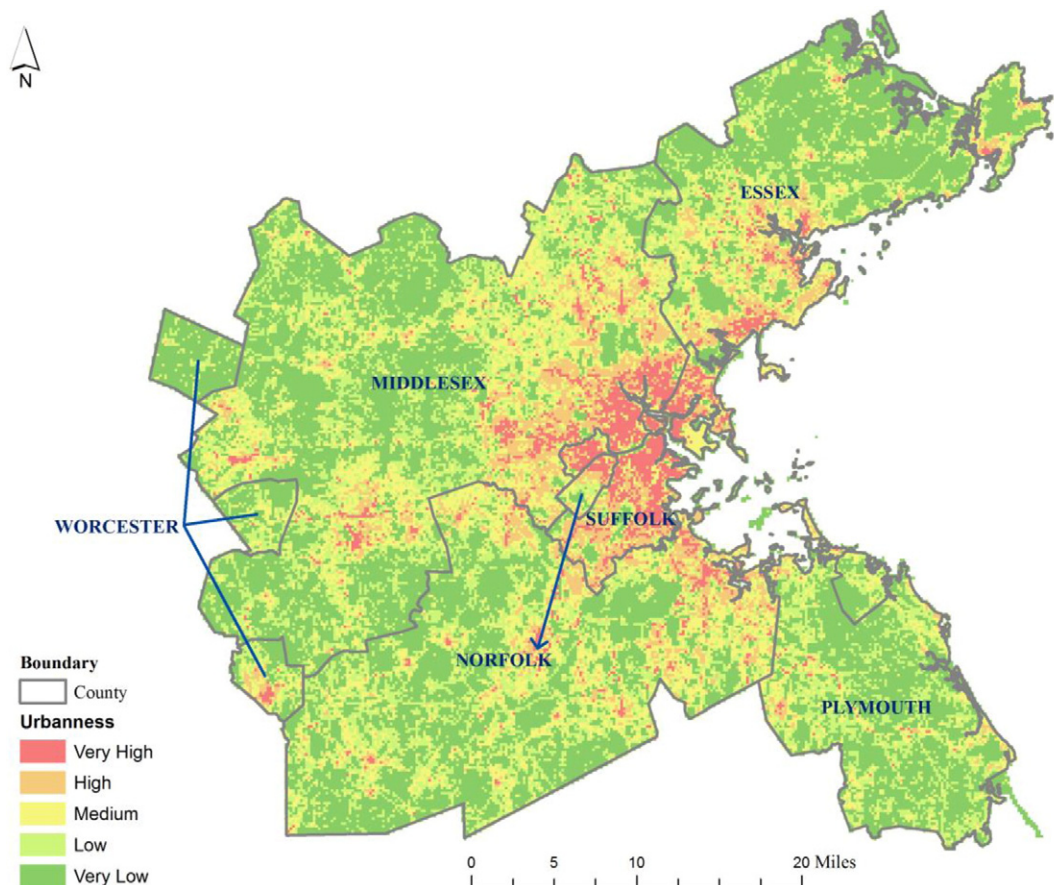 N
ESSEX
MIDDLESEX
WORCESTER
SUFFOLK
NORFOLK
PLYMOUTH
Boundary
County
Urbanness
Very High
High
Medium
Low
Very Low
0 5 10 20 Miles